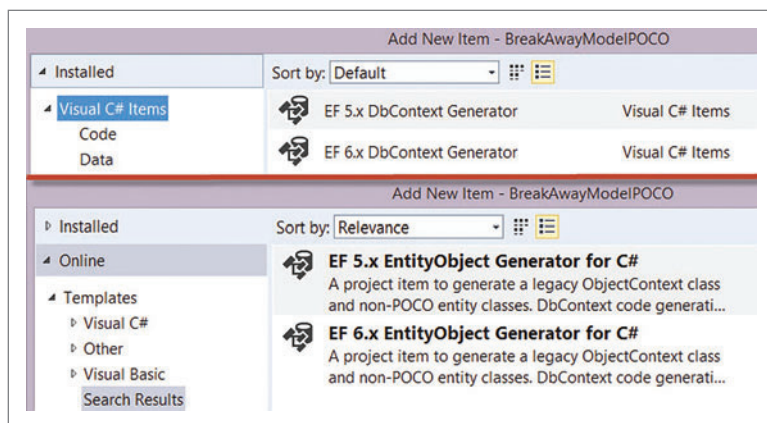 Add New Item - BreakAwayModelPOCO
Installed
Sort by: Default
Visual C# Items
Code
Data
EF 5.x DbContext Generator Visual C# Items
EF 6.x DbContext Generator Visual C# Items
Add New Item - BreakAwayModelPOCO
Installed
Sort by: Relevance
Online
Templates
Visual C#
Other
Visual Basic
Search Results
EF 5.x EntityObject Generator for C#
A project item to generate a legacy ObjectContext class
and non-POCO entity classes. DbContext code generati...
EF 6.x EntityObject Generator for C#
A project item to generate a legacy ObjectContext class
and non-POCO entity classes. DbContext code generati...